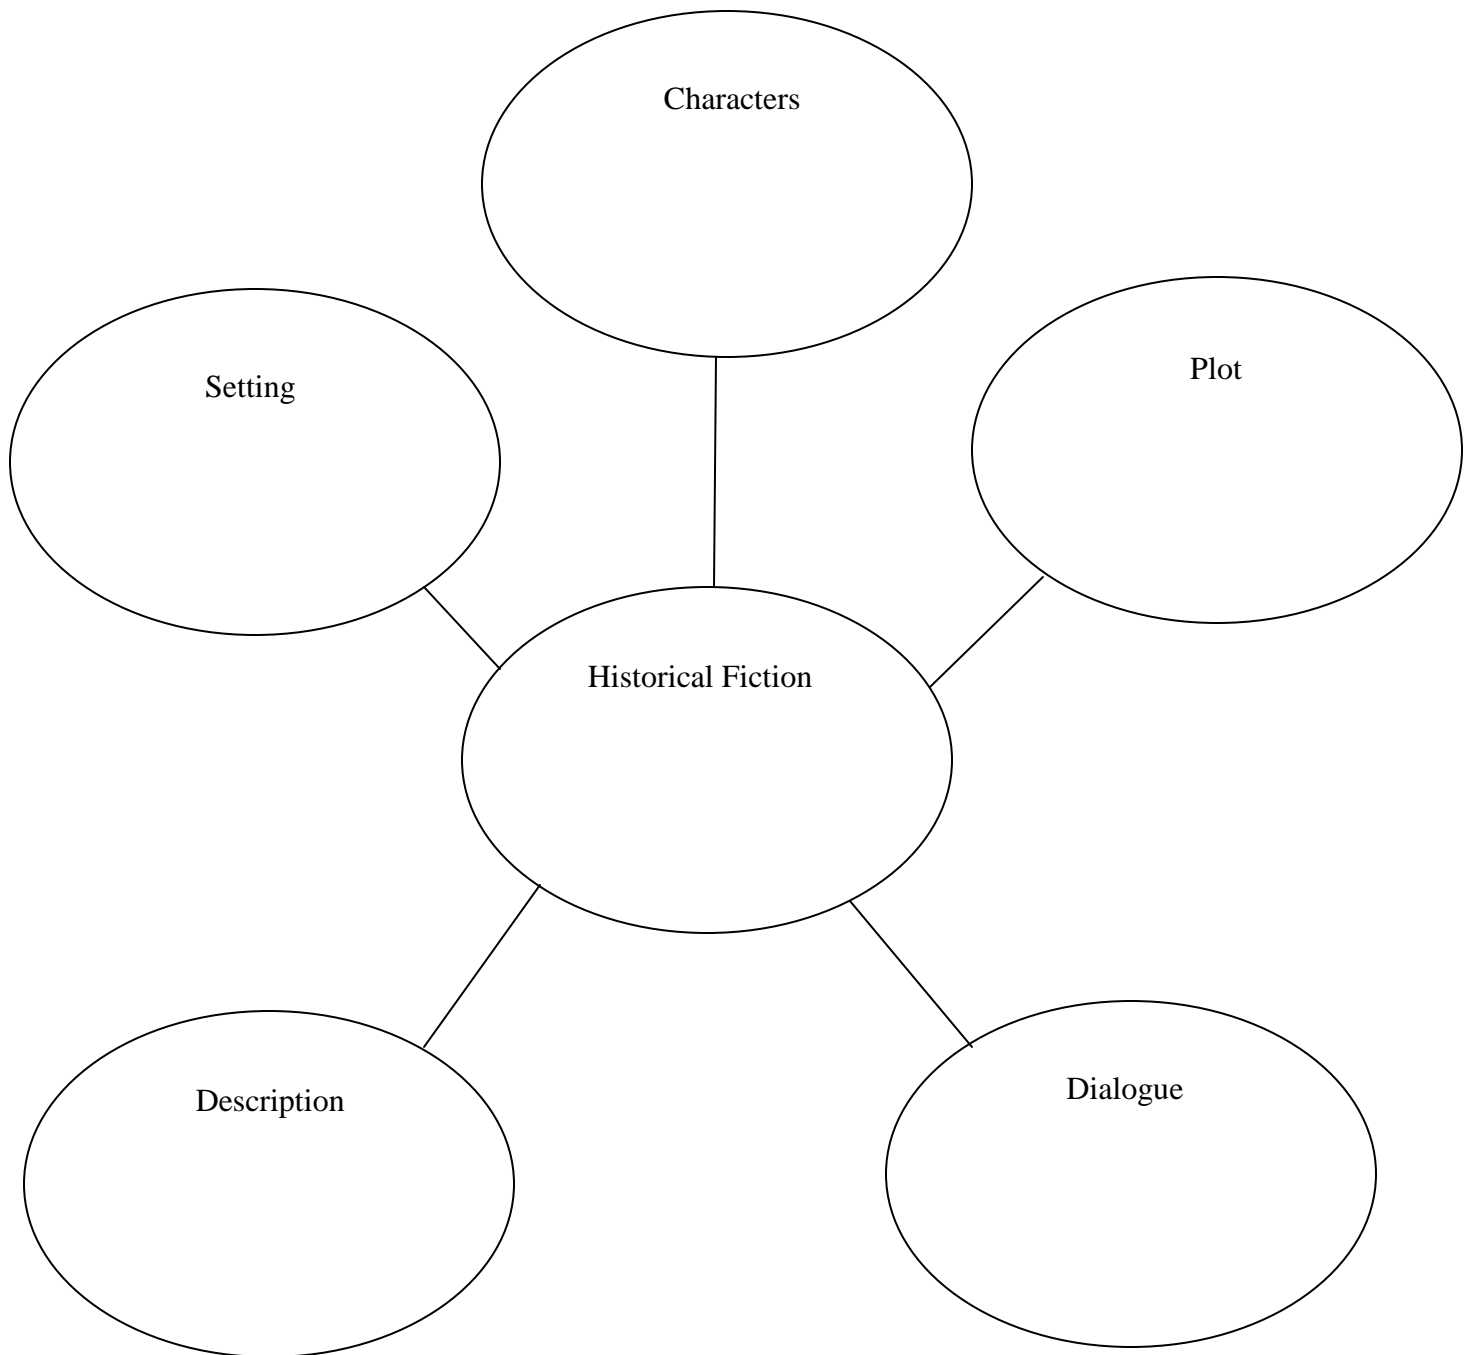 Characters
Plot
Setting
Historical Fiction
Dialogue
Description